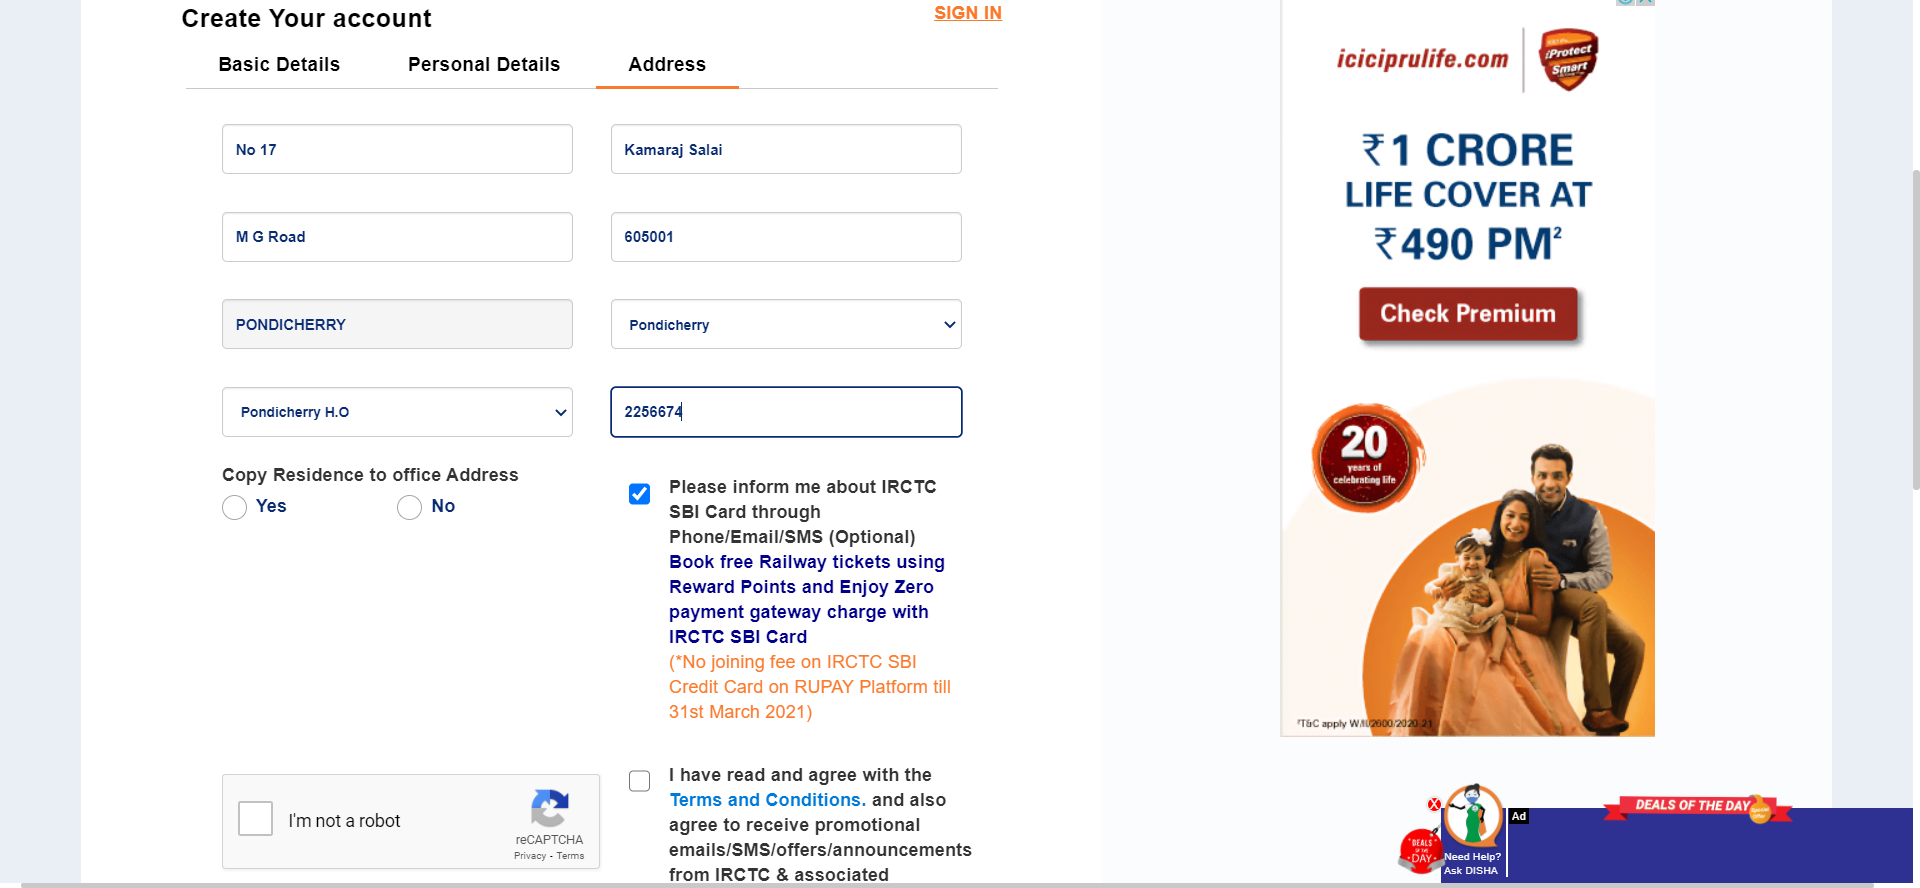 Create Your account
SIGN IN
Basic Details
Personal Details
Address
No 17
Kamaraj Salai
M G Road
605001
PONDICHERRY
Pondicherry
Pondicherry H.O
2256674
Copy Residence to office Address
Yes
No
Please inform me about IRCTC
SBI Card through
Phone/Email/SMS (Optional)
Book free Railway tickets using
Reward Points and Enjoy Zero
payment gateway charge with
IRCTC SBI Card
(*No joining fee on IRCTC SBI
Credit Card on RUPAY Platform till
31st March 2021)
I'm not a robot
reCAPTCHA
Privacy - Terms
I have read and agree with the
Terms and Conditions. and also
agree to receive promotional
emails/SMS/offers/announcements
from IRCTC & associated
iciciprulife.com
iProtect
Smart
₹1 CRORE
LIFE COVER AT
₹490 PM²
Check Premium
20
years of
celebrating life
T&C apply W/II/2600/2020-21
X
DEALS
OF THE
DAY
Need Help?
Ask DISHA
Ad
DEALS OF THE DAY